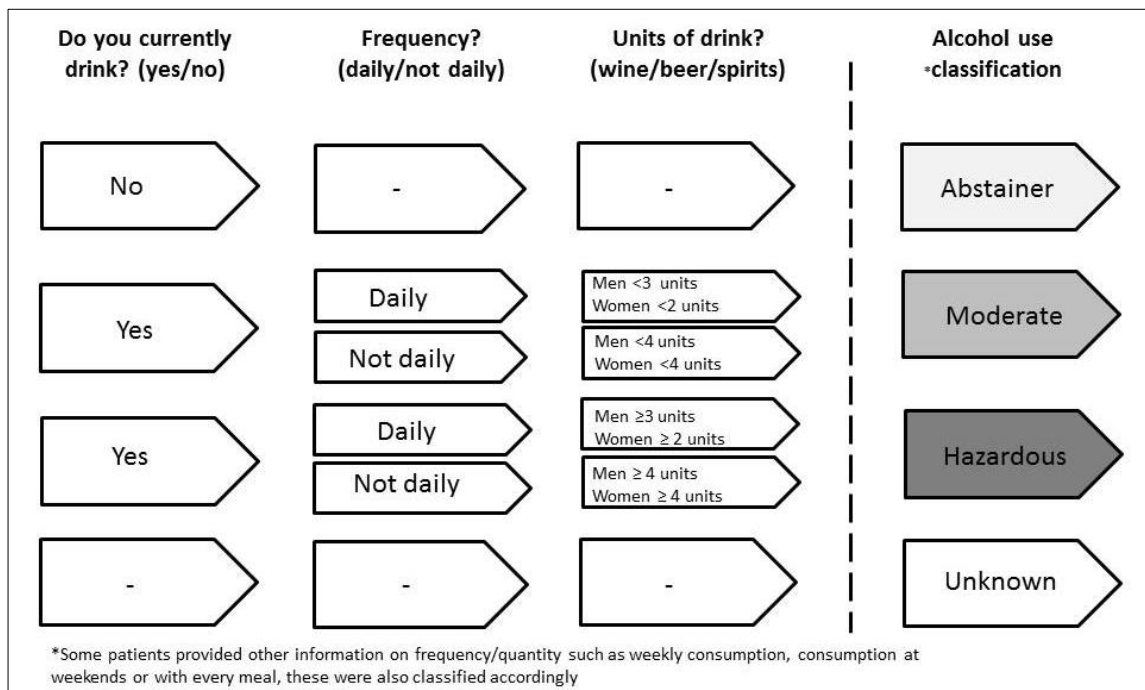 Do you currently
drink? (yes/no)
Frequency?
(daily/not daily)
Units of drink?
(wine/beer/spirits)
Alcohol use
*classification
No
-
-
Abstainer
Yes
Daily
Men <3 units
Women <2 units
Not daily
Men <4 units
Women <4 units
Moderate
Yes
Daily
Men ≥3 units
Women ≥ 2 units
Not daily
Men ≥ 4 units
Women ≥ 4 units
Hazardous
-
-
-
Unknown
*Some patients provided other information on frequency/quantity such as weekly consumption, consumption at
weekends or with every meal, these were also classified accordingly